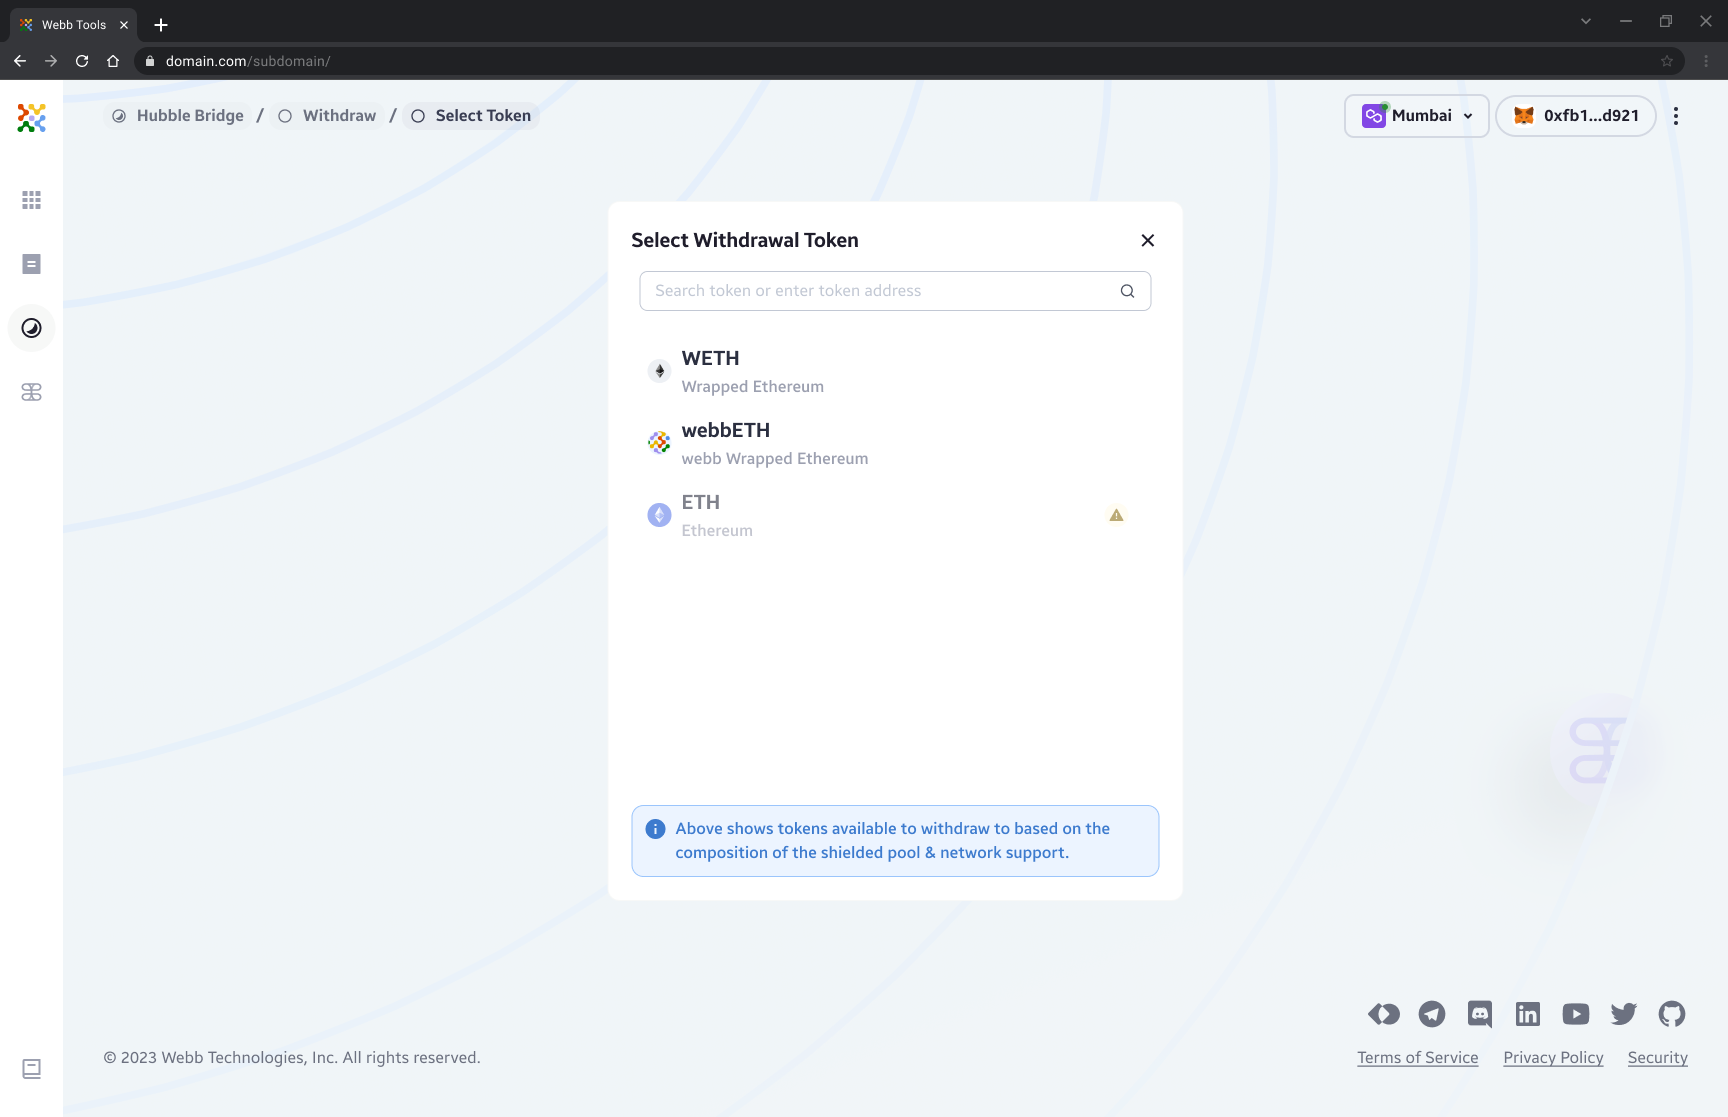 Webb Tools
domain.com/subdomain/
Hubble Bridge / Withdraw / Select Token
Mumbai
0xfb1...d921
Select Withdrawal Token
Search token or enter token address
WETH
Wrapped Ethereum
webbETH
webb Wrapped Ethereum
ETH
Ethereum
Above shows tokens available to withdraw to based on the
composition of the shielded pool & network support.
© 2023 Webb Technologies, Inc. All rights reserved.
Terms of Service
Privacy Policy
Security